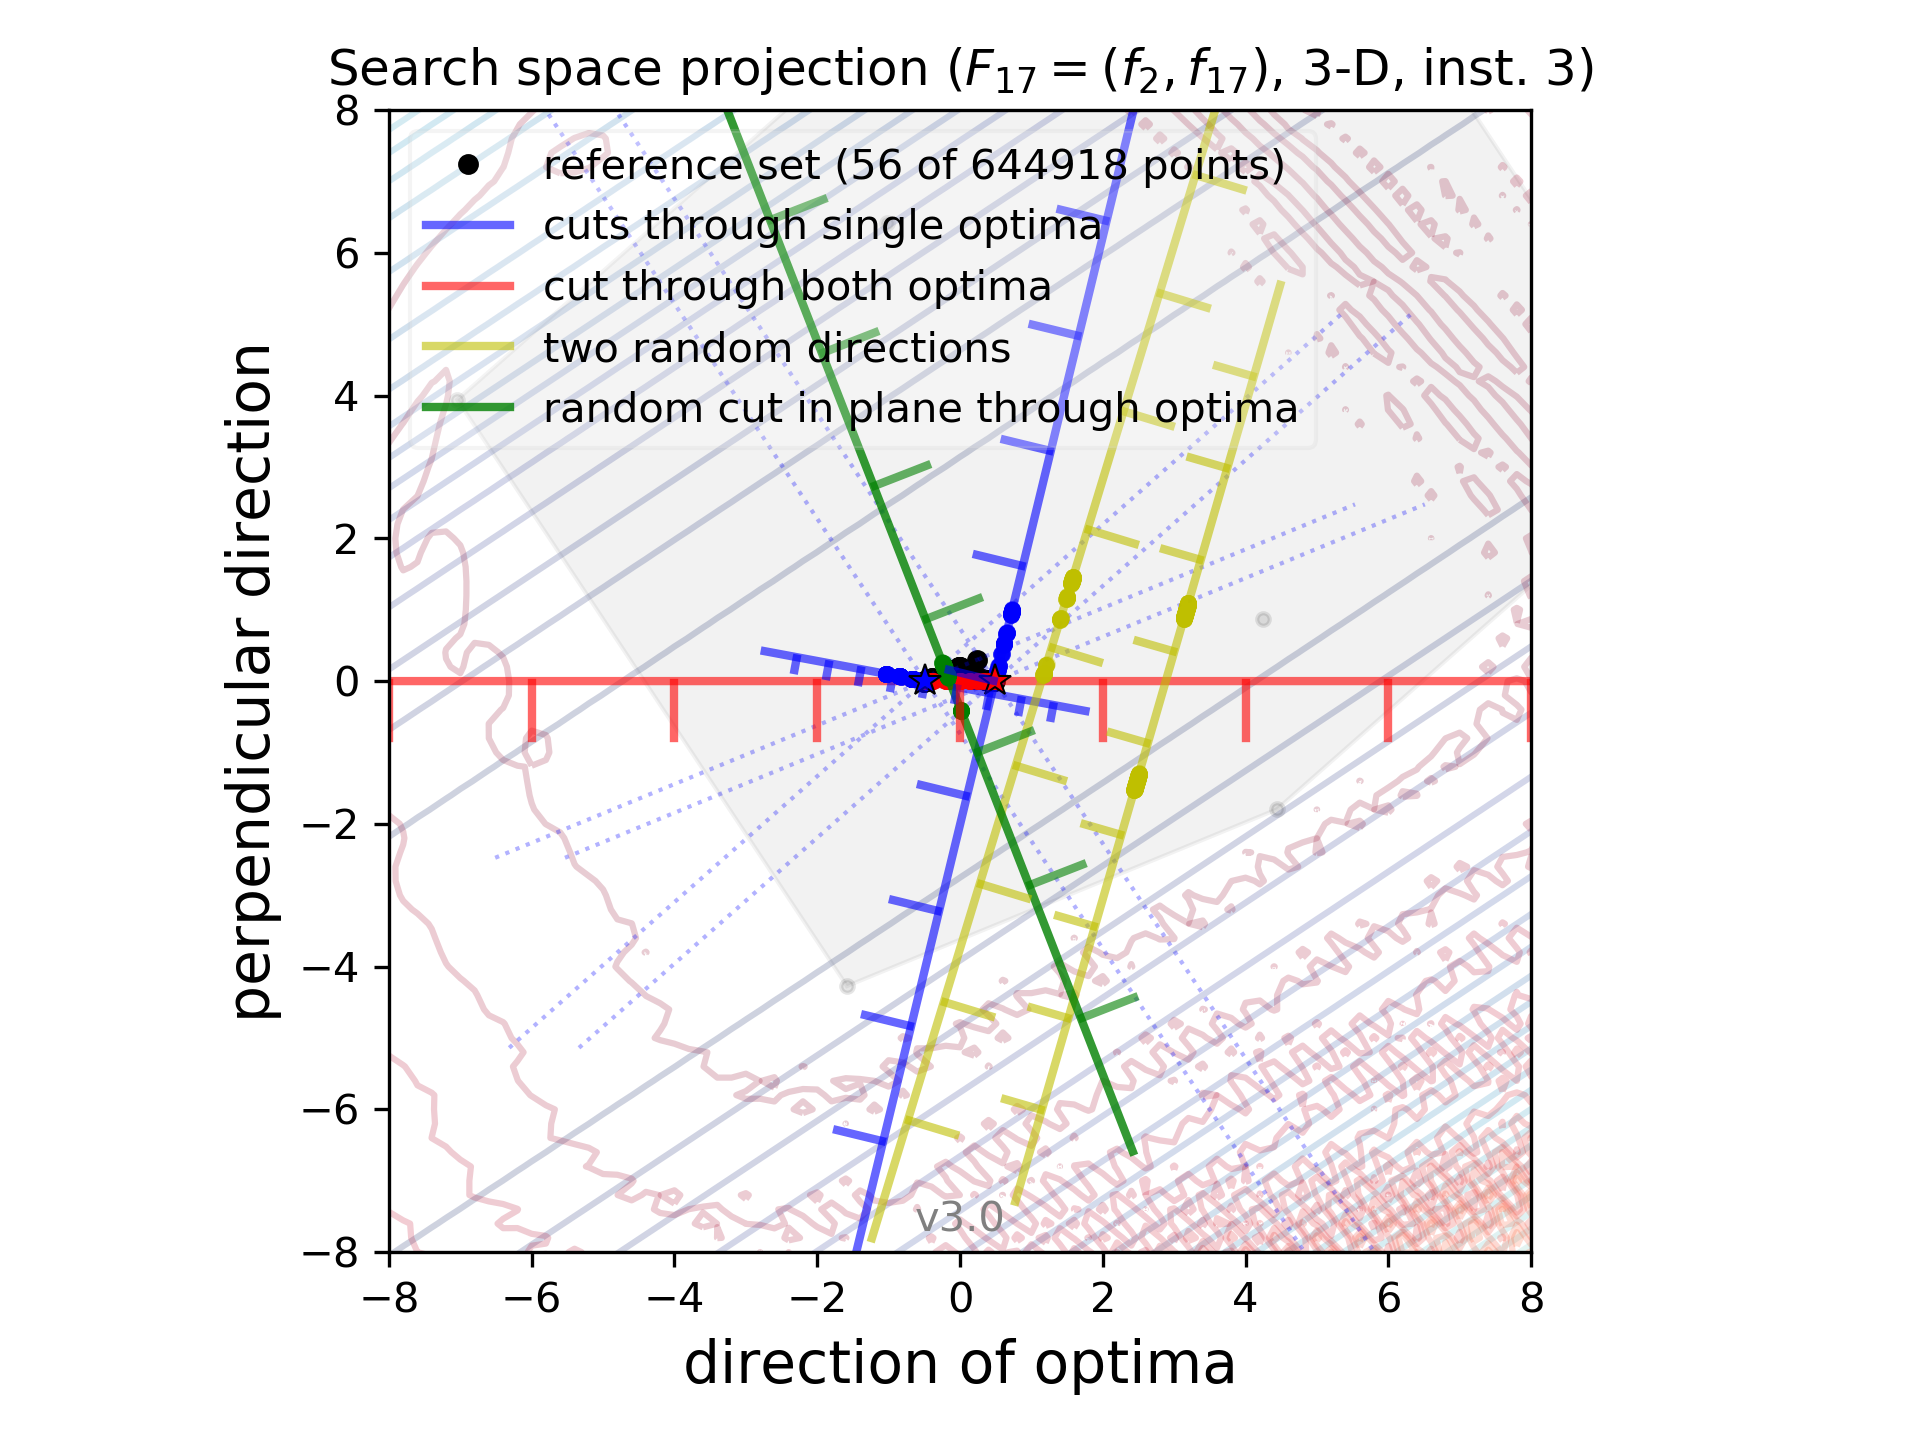 Search space projection (F₁₇ = (f₂, f₁₇), 3-D, inst. 3)
reference set (56 of 644918 points)
cuts through single optima
cut through both optima
two random directions
random cut in plane through optima
perpendicular direction
8
6
4
2
0
−2
−4
−6
−8
v3.0
−8 −6 −4 −2 0 2 4 6 8
direction of optima